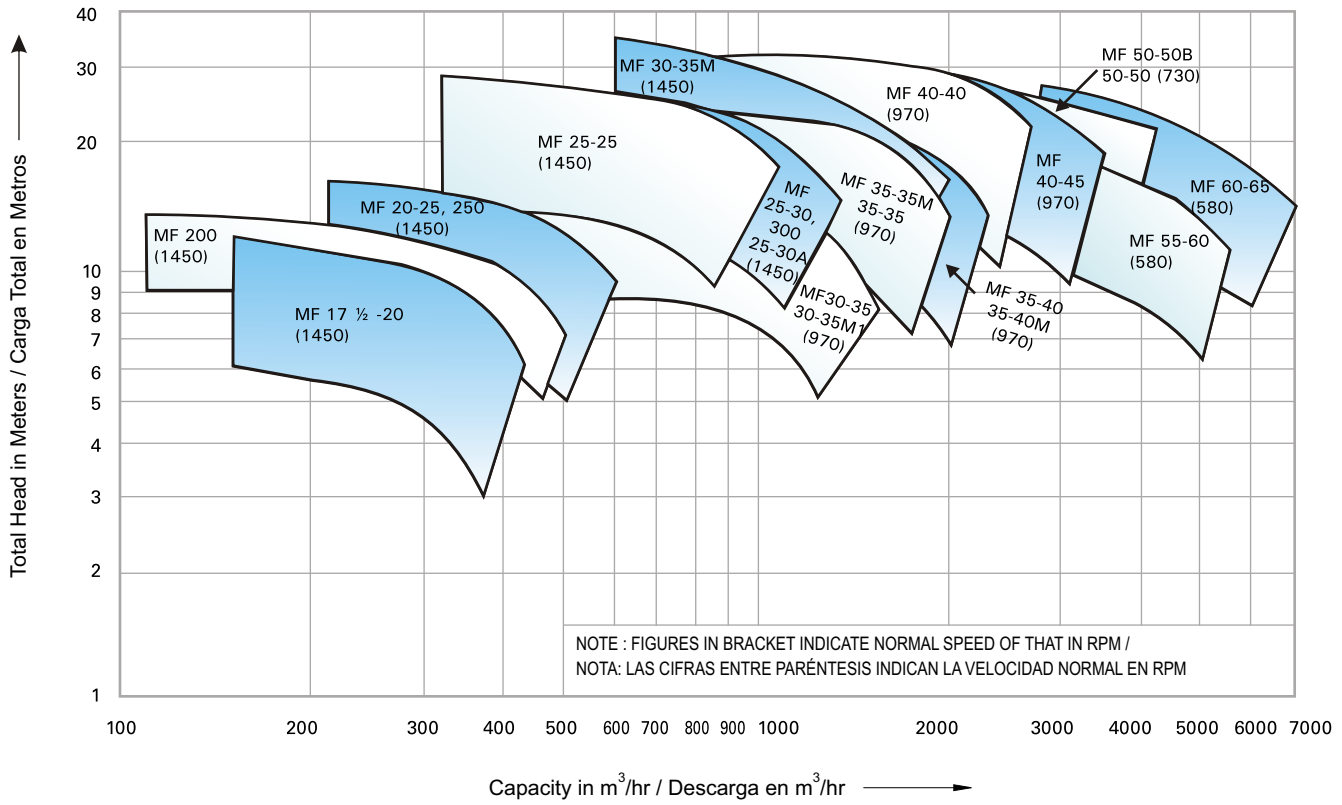 Total Head in Meters / Carga Total en Metros
40
30
20
10
9
8
7
6
5
4
3
2
1
MF 200
(1450)
MF 17 ½ -20
(1450)
MF 20-25, 250
(1450)
MF 25-25
(1450)
MF 30-35M
(1450)
MF
25-30,
300
25-30A
(1450)
MF30-35
30-35M1
(970)
MF 35-35M
35-35
(970)
MF 40-40
(970)
MF 35-40
35-40M
(970)
MF
40-45
(970)
MF 50-50B
50-50 (730)
MF 55-60
(580)
MF 60-65
(580)
NOTE : FIGURES IN BRACKET INDICATE NORMAL SPEED OF THAT IN RPM /
NOTA: LAS CIFRAS ENTRE PARÉNTESIS INDICAN LA VELOCIDAD NORMAL EN RPM
100 200 300 400 500 600 700 800 900 1000 2000 3000 4000 5000 6000 7000
Capacity in m³/hr / Descarga en m³/hr